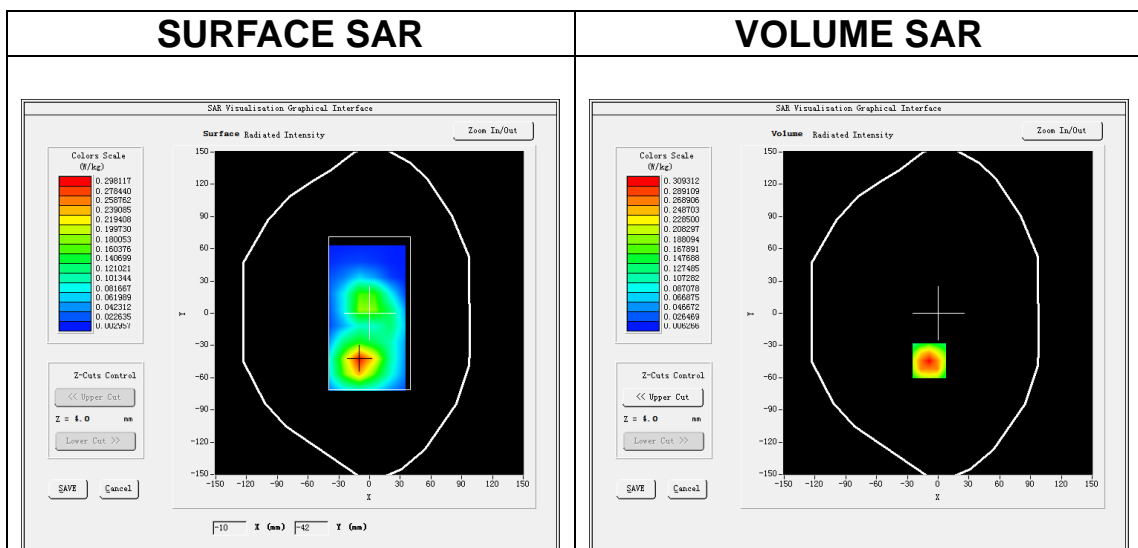 SURFACE SAR
VOLUME SAR
SAR Visualisation Graphical Interface
Surface Radiated Intensity
Zoom In/Out
Colors Scale
(W/kg)
0.298117
0.278440
0.258762
0.239085
0.219408
0.199730
0.180053
0.160376
0.140699
0.121021
0.101344
0.081667
0.061989
0.042312
0.022635
0.002957
150
120
90
60
30
0
-30
-60
-90
-120
-150
Y
-150 -120 -90 -60 -30 0 30 60 90 120 150
X
Z-Cuts Control
<< Upper Cut
Z = 4.0 mm
Lower Cut >>
SAVE Cancel
-10 X (mm) -42 Y (mm)
SAR Visualisation Graphical Interface
Volume Radiated Intensity
Zoom In/Out
Colors Scale
(W/kg)
0.309312
0.289109
0.268906
0.248703
0.228500
0.208297
0.188094
0.167891
0.147688
0.127485
0.107282
0.087078
0.066875
0.046672
0.026469
0.006266
150
120
90
60
30
0
-30
-60
-90
-120
-150
Y
-150 -120 -90 -60 -30 0 30 60 90 120 150
X
Z-Cuts Control
<< Upper Cut
Z = 4.0 mm
Lower Cut >>
SAVE Cancel